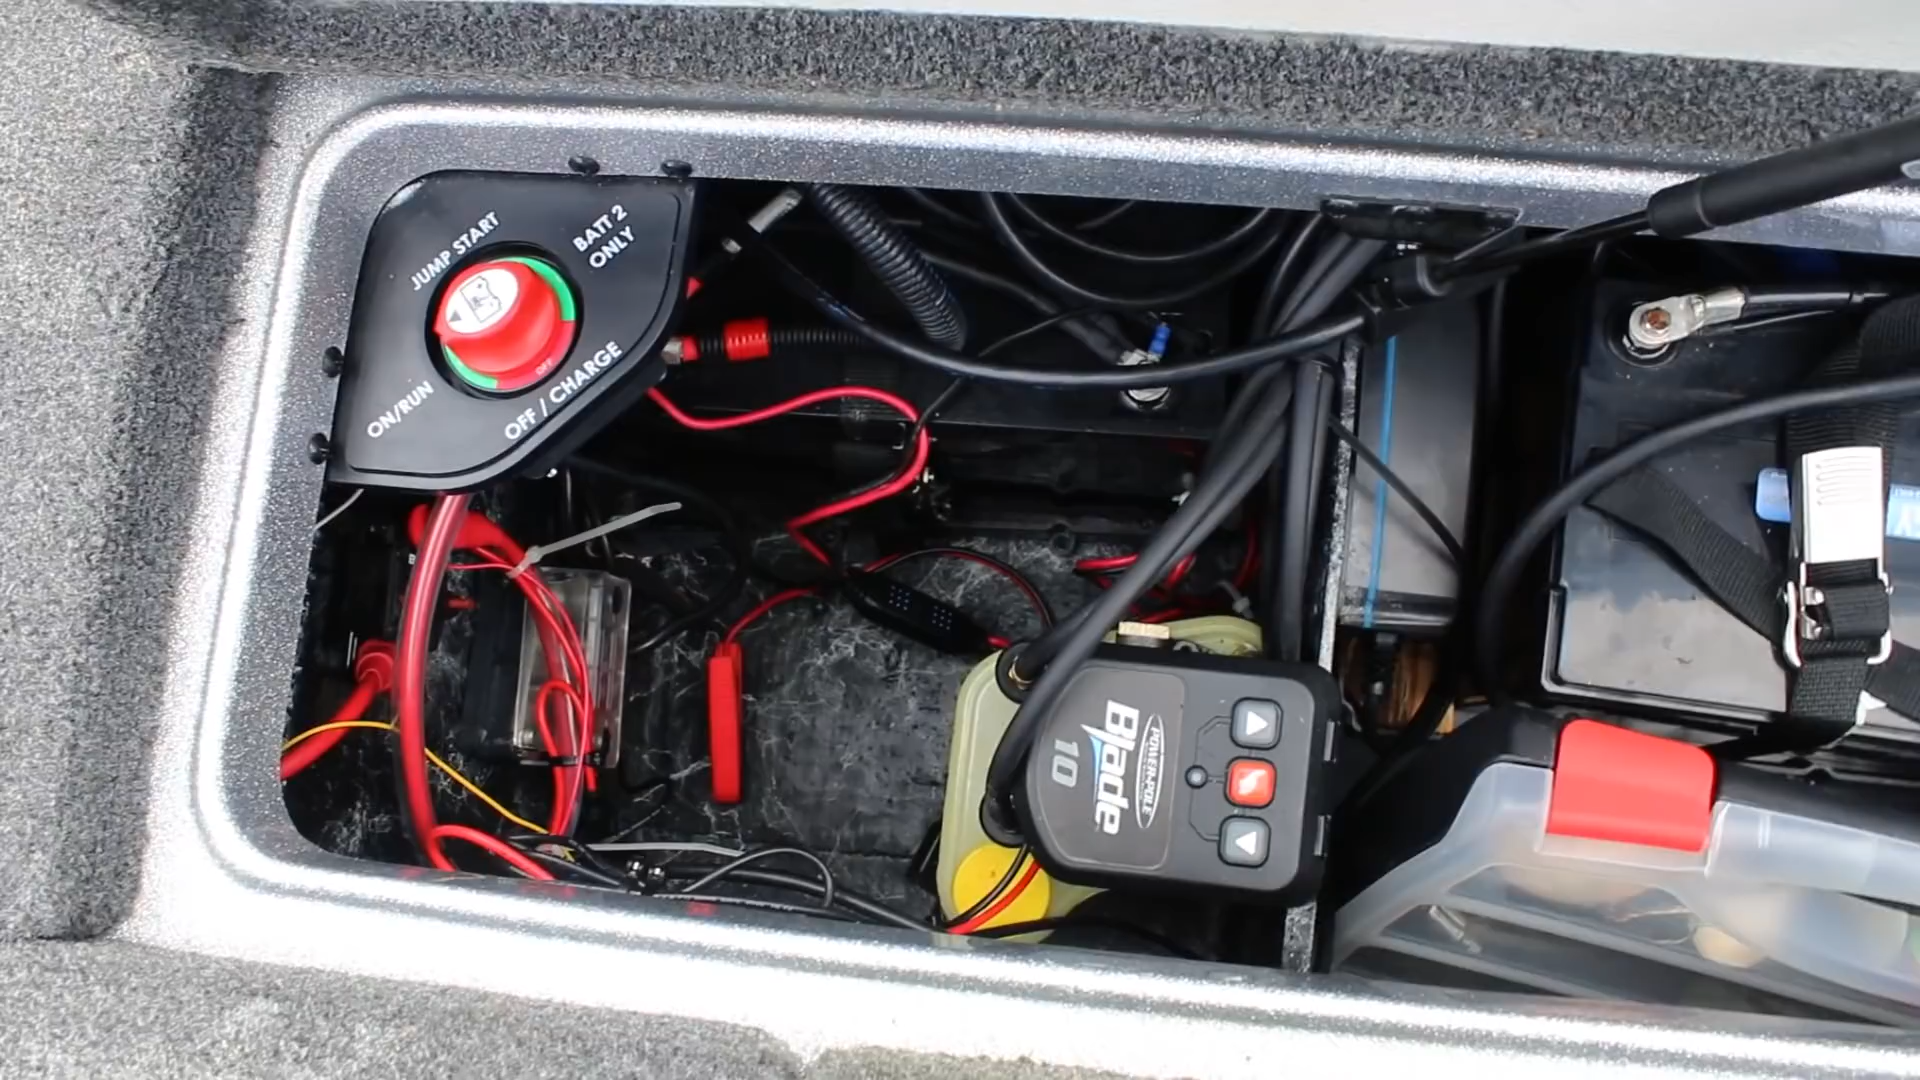 JUMP START
BATT 2
ONLY
ON/RUN
OFF / CHARGE
OFF
POWER-POLE
Blade
10